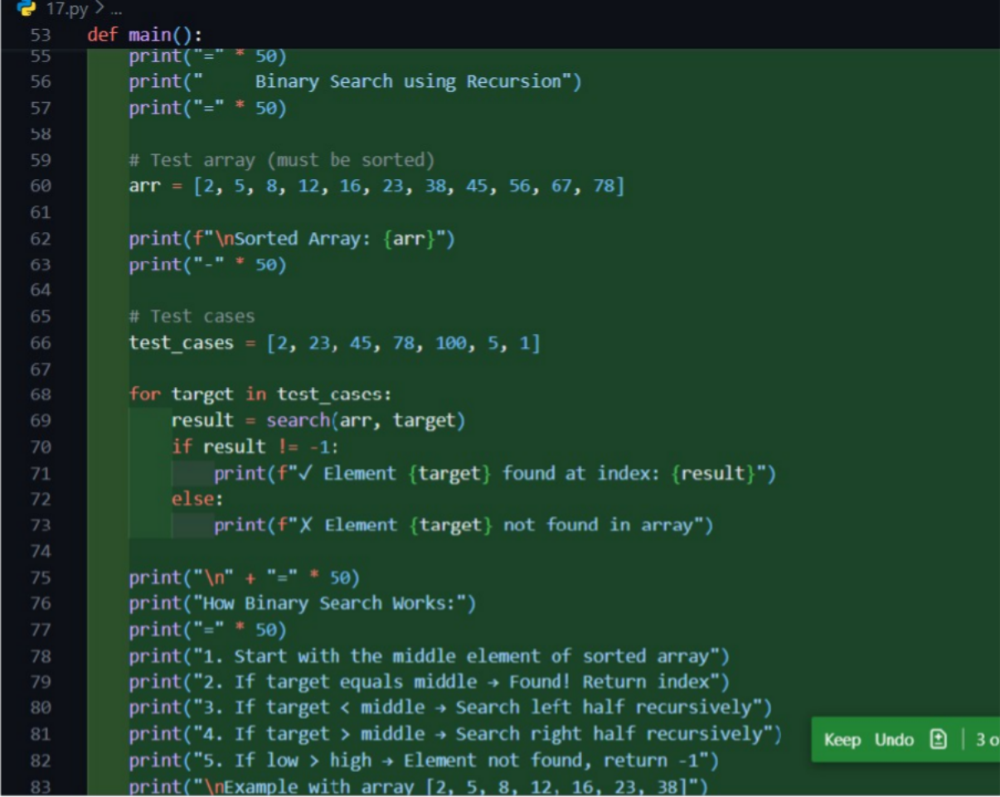 17.py > ...
53 def main():
55 print("=" * 50)
56 print("     Binary Search using Recursion")
57 print("=" * 50)
58
59 # Test array (must be sorted)
60 arr = [2, 5, 8, 12, 16, 23, 38, 45, 56, 67, 78]
61
62 print(f"\nSorted Array: {arr}")
63 print("-" * 50)
64
65 # Test cases
66 test_cases = [2, 23, 45, 78, 100, 5, 1]
67
68 for target in test_cases:
69 result = search(arr, target)
70 if result != -1:
71 print(f"✓ Element {target} found at index: {result}")
72 else:
73 print(f"✗ Element {target} not found in array")
74
75 print("\n" + "=" * 50)
76 print("How Binary Search Works:")
77 print("=" * 50)
78 print("1. Start with the middle element of sorted array")
79 print("2. If target equals middle → Found! Return index")
80 print("3. If target < middle → Search left half recursively")
81 print("4. If target > middle → Search right half recursively")
Keep Undo 3 o
82 print("5. If low > high → Element not found, return -1")
83 print("\nExample with array [2, 5, 8, 12, 16, 23, 38]")